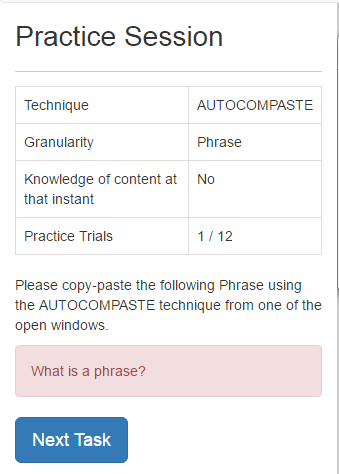 Practice Session
Technique AUTOCOMPASTE
Granularity Phrase
Knowledge of content at No
that instant
Practice Trials 1 / 12
Please copy-paste the following Phrase using
the AUTOCOMPASTE technique from one of the
open windows.
What is a phrase?
Next Task